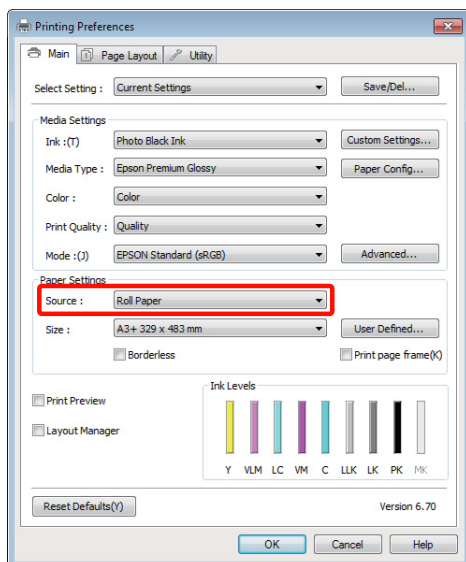 Printing Preferences
Main Page Layout Utility
Select Setting : Current Settings Save/Del...
Media Settings
Ink :(T) Photo Black Ink Custom Settings...
Media Type : Epson Premium Glossy Paper Config...
Color : Color
Print Quality : Quality
Mode :(J) EPSON Standard (sRGB) Advanced...
Paper Settings
Source : Roll Paper
Size : A3+ 329 x 483 mm User Defined...
Borderless Print page frame(K)
Ink Levels
Print Preview
Layout Manager
Y VLM LC VM C LLK LK PK MK
Reset Defaults(Y) Version 6.70
OK Cancel Help